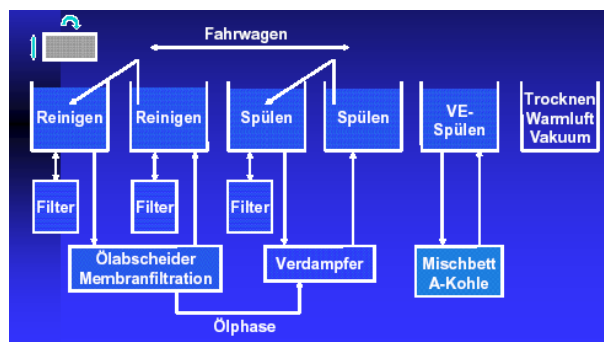 Fahrwagen
Reinigen
Reinigen
Spülen
Spülen
VE-
Spülen
Trocknen
Warmluft
Vakuum
Filter
Filter
Filter
Ölabscheider
Membranfiltration
Verdampfer
Mischbett
A-Kohle
Ölphase